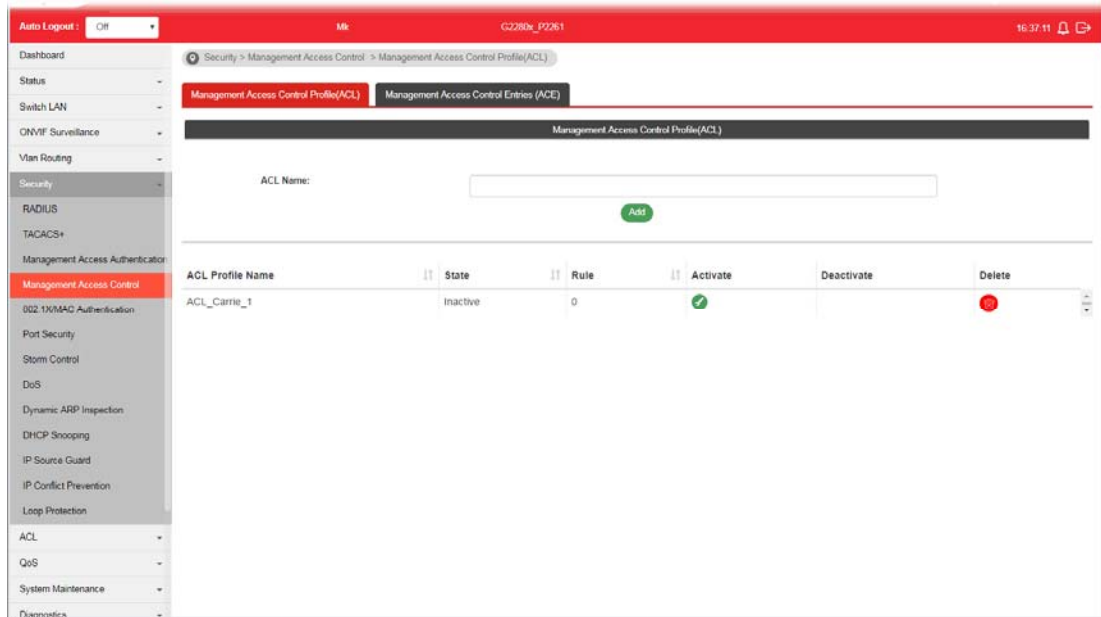 Auto Logout : Off Mk G2280x_P2261 16:37:11
Dashboard
Status
Switch LAN
ONVIF Surveillance
Vlan Routing
Security
RADIUS
TACACS+
Management Access Authentication
Management Access Control
802.1X/MAC Authentication
Port Security
Storm Control
DoS
Dynamic ARP Inspection
DHCP Snooping
IP Source Guard
IP Conflict Prevention
Loop Protection
ACL
QoS
System Maintenance
Diagnostics
Security > Management Access Control > Management Access Control Profile(ACL)
Management Access Control Profile(ACL) Management Access Control Entries (ACE)
Management Access Control Profile(ACL)
ACL Name:
Add
ACL Profile Name State Rule Activate Deactivate Delete
ACL_Carrie_1 Inactive 0